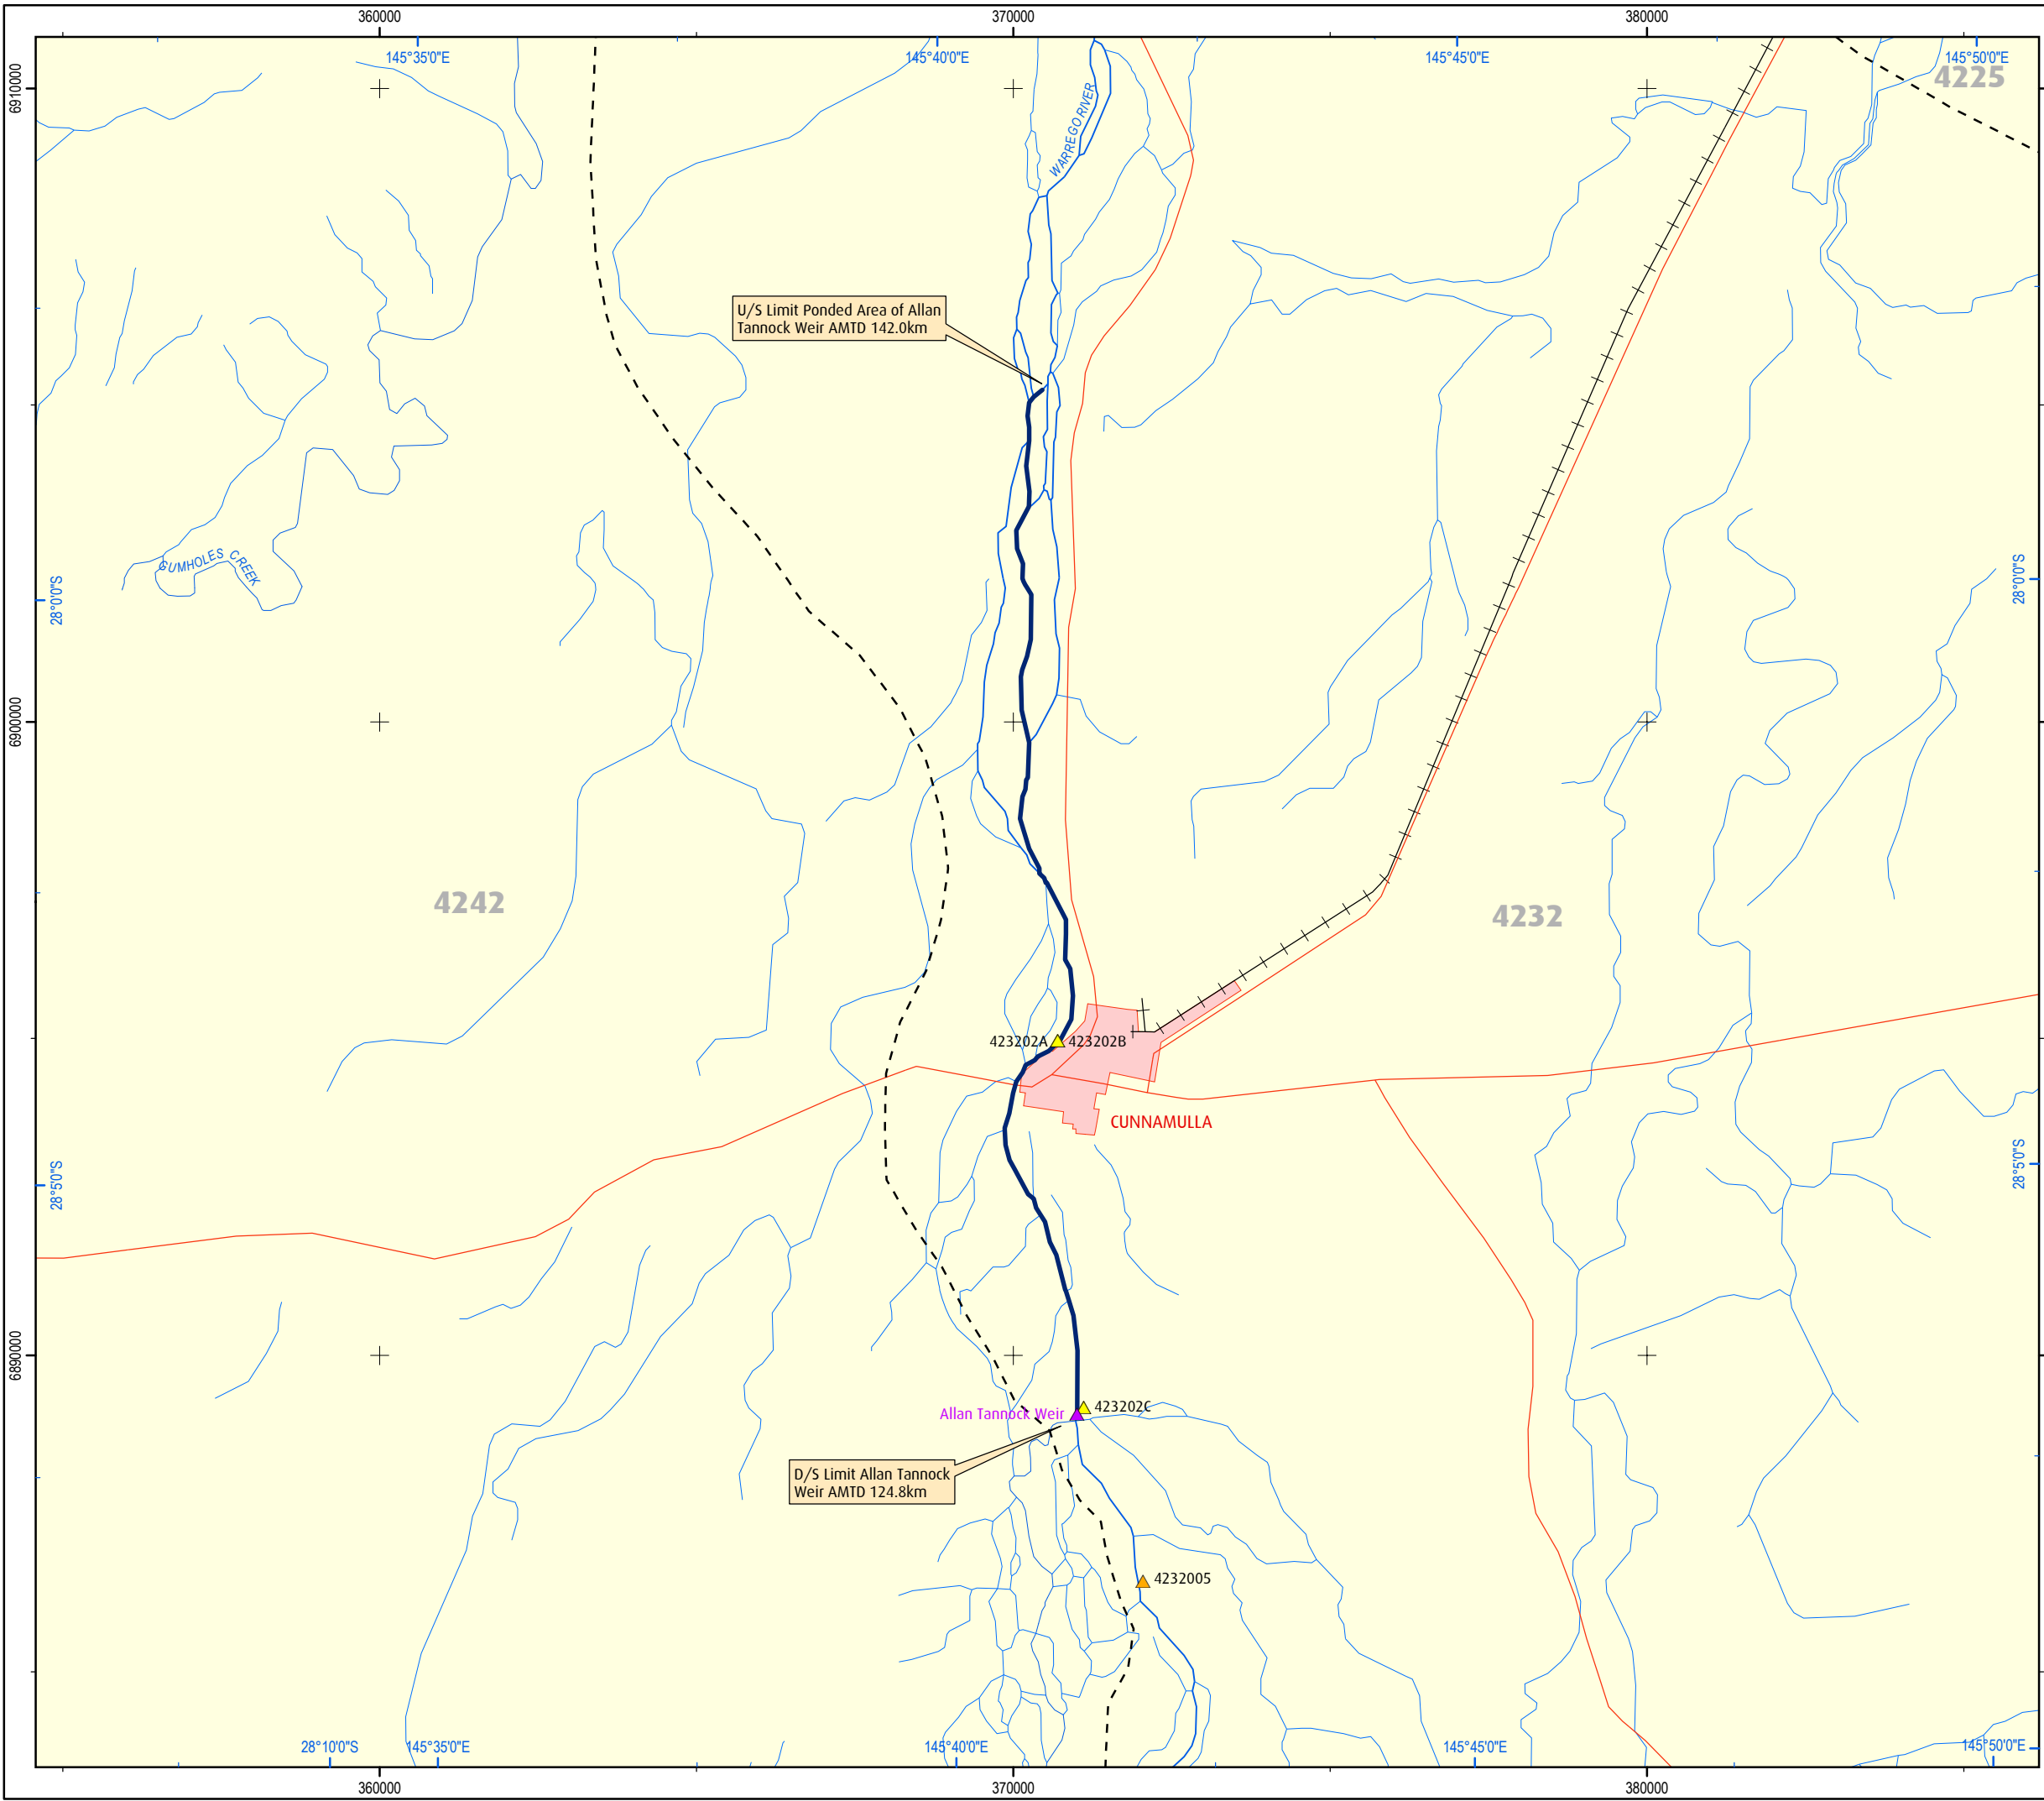 360000
370000
380000
145°35'0"E
145°40'0"E
145°45'0"E
145°50'0"E
4225
6910000
WARREGO RIVER
U/S Limit Ponded Area of Allan
Tannock Weir AMTD 142.0km
CUMHOLES CREEK
28°0'0"S
28°0'0"S
6900000
4242
4232
423202A
423202B
CUNNAMULLA
28°5'0"S
28°5'0"S
6890000
Allan Tannock Weir
423202C
D/S Limit Allan Tannock
Weir AMTD 124.8km
4232005
28°10'0"S
145°35'0"E
145°40'0"E
145°45'0"E
145°50'0"E
360000
370000
380000